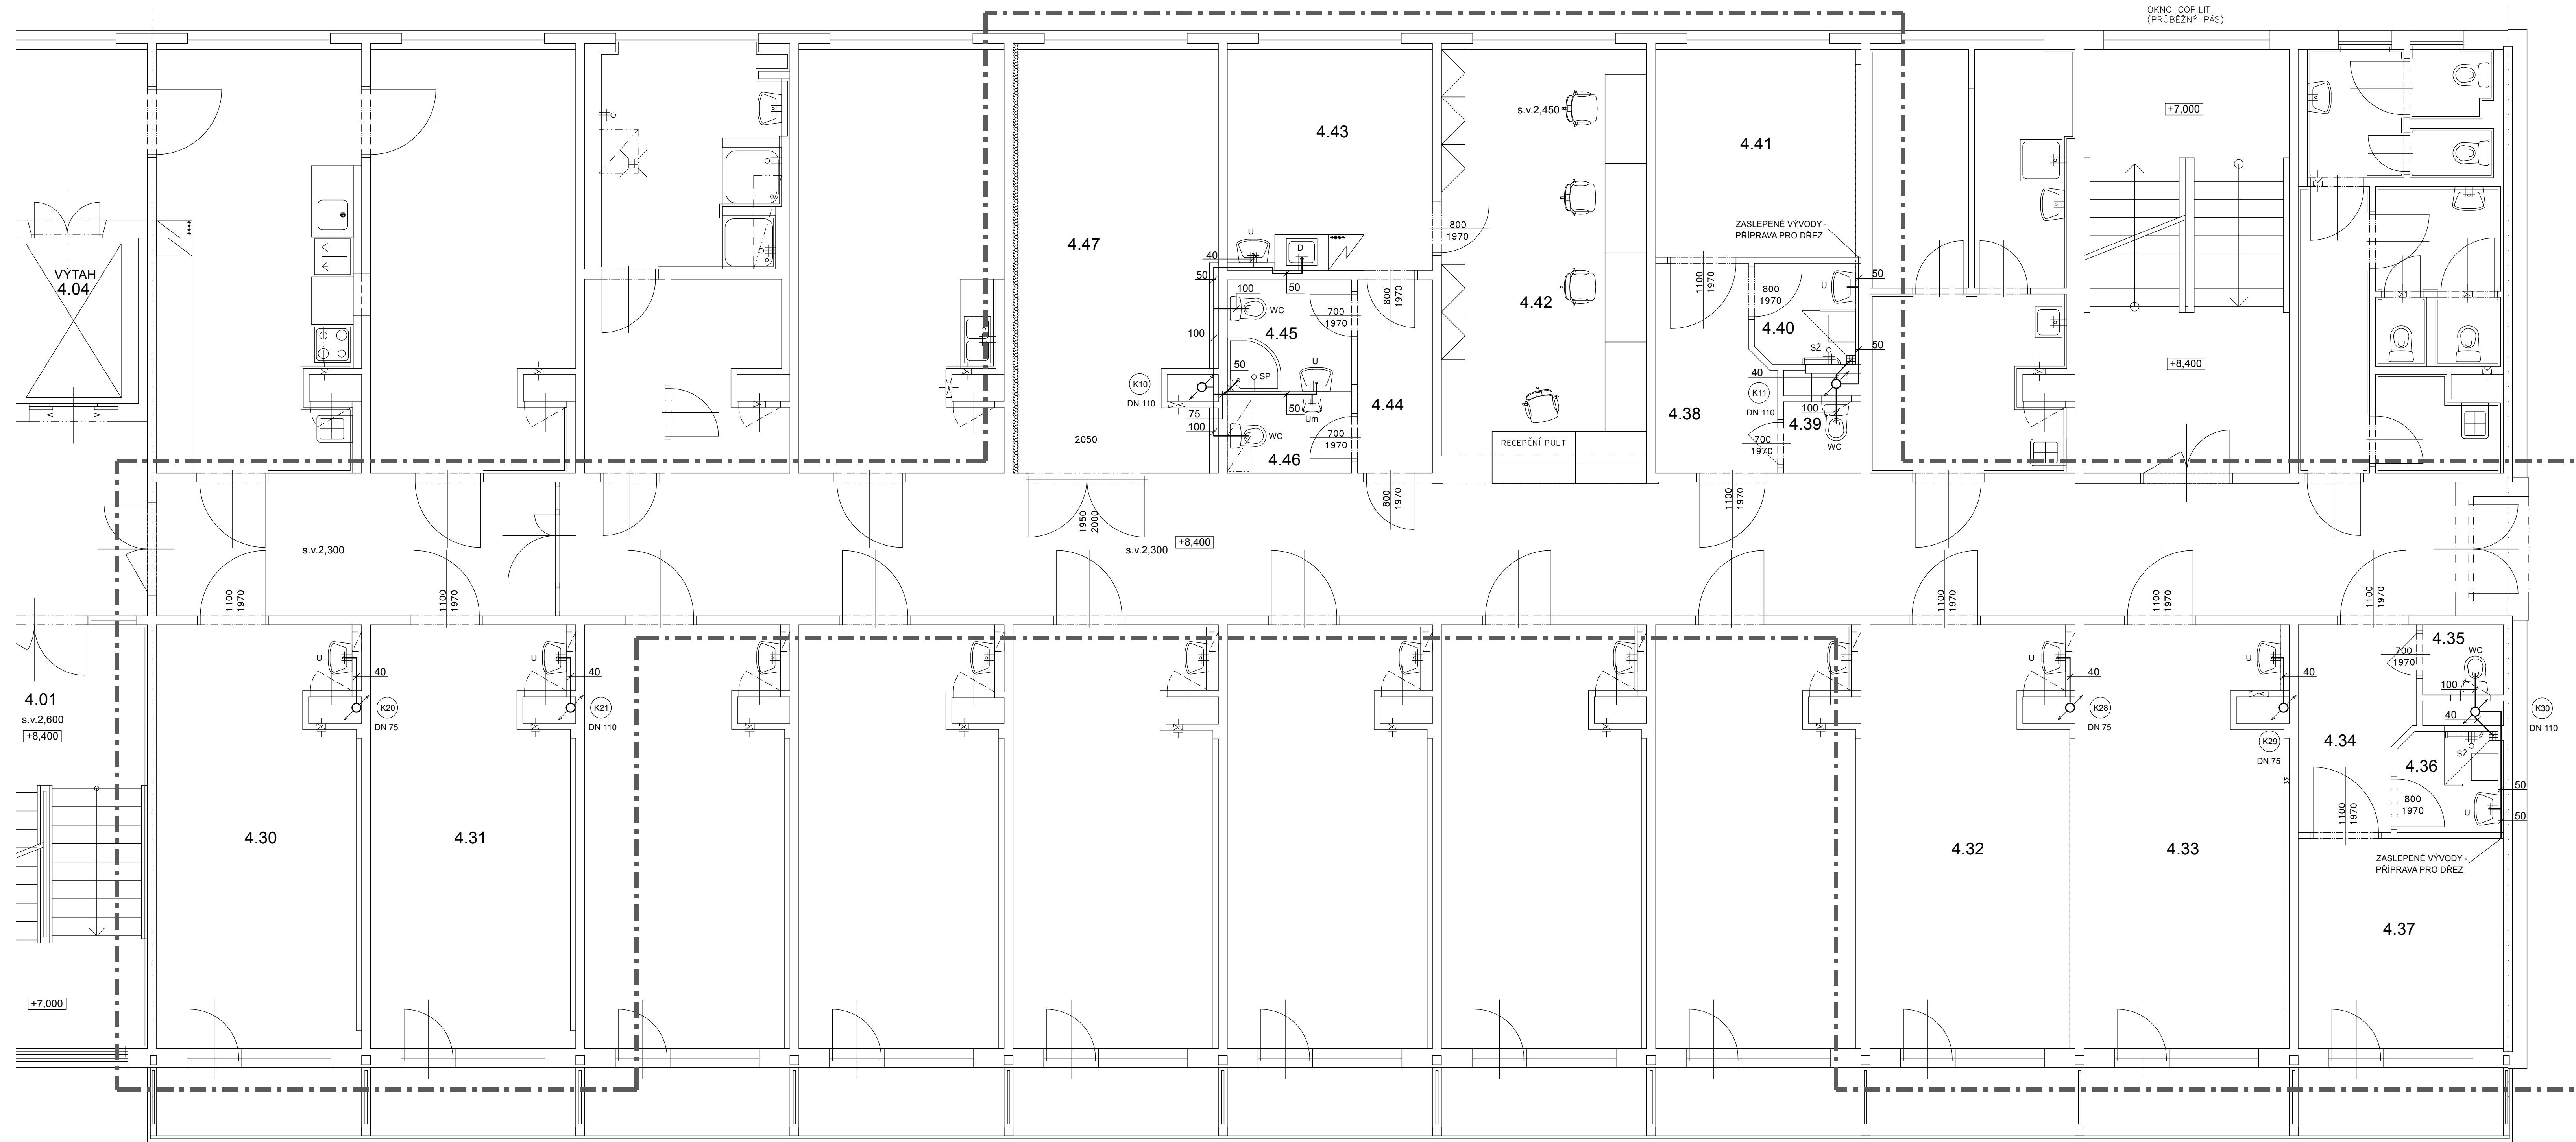 OKNO COPILIT
(PRŮBĚŽNÝ PÁS)
+7,000
s.v.2,450
4.43
4.41
4.47
4.42
800
1970
ZASLEPENÉ VÝVODY -
PŘÍPRAVA PRO DŘEZ
VÝTAH
4.04
U
D
****
****
40
50
50
100
WC
4.45
700
1970
800
1970
100
50
SP
U
K10
DN 110
75
100
50
Um
WC
700
1970
4.46
4.44
2050
RECEPČNÍ PULT
1100
1970
800
1970
U
50
4.40
SŽ
50
40
K11
DN 110
100
4.39
WC
700
1970
4.38
+8,400
1950
2000
800
1970
1100
1970
s.v.2,300
s.v.2,300
+8,400
1100
1970
1100
1970
1100
1970
1100
1970
1100
1970
4.01
s.v.2,600
+8,400
+7,000
U
40
K20
DN 75
U
40
K21
DN 110
U
40
K28
DN 75
U
40
K29
DN 75
4.35
700
1970
WC
100
K30
DN 110
40
4.34
SŽ
4.36
50
800
1970
1100
1970
U
50
ZASLEPENÉ VÝVODY -
PŘÍPRAVA PRO DŘEZ
4.30
4.31
4.32
4.33
4.37